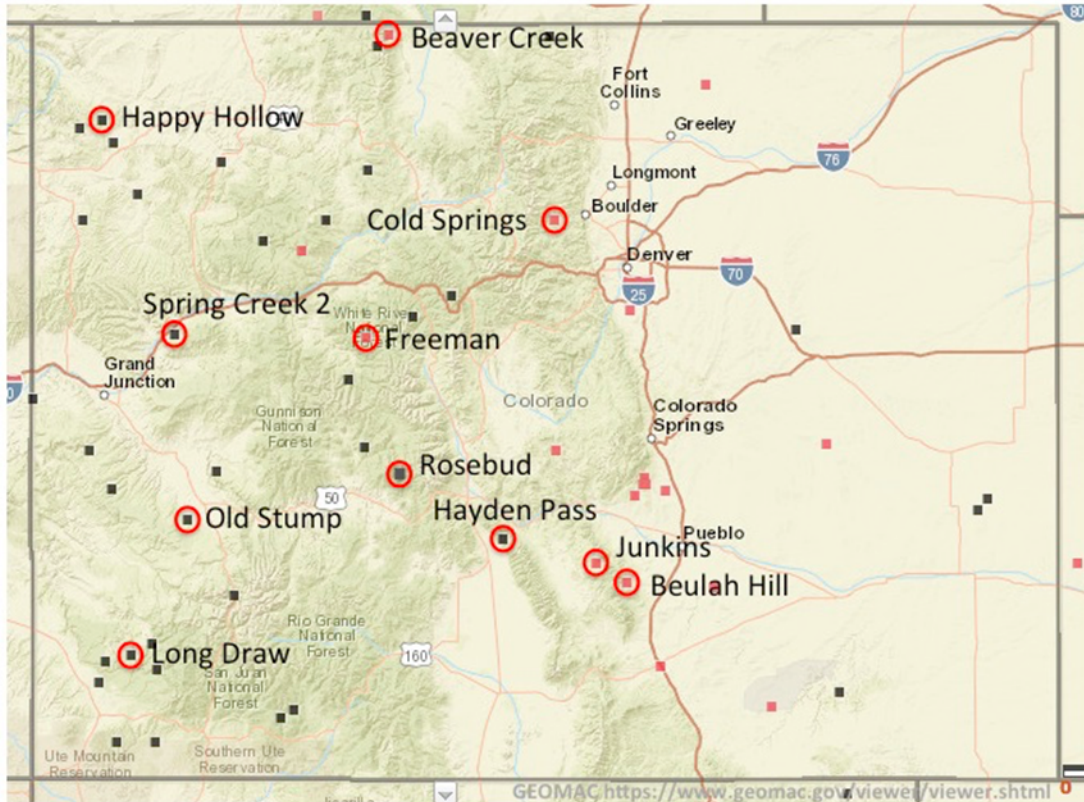 80
Beaver Creek
Fort
Collins
Happy Hollow
Greeley
76
Longmont
Cold Springs
Boulder
Denver
70
25
Spring Creek 2
White River
Freeman
Grand
Junction
Colorado
Colorado
Springs
Gunnison
National
Forest
Rosebud
50
Hayden Pass
Old Stump
Pueblo
Junkins
Beulah Hill
Rio Grande
National
Forest
160
Long Draw
San Juan
National
Forest
Ute Mountain
Reservation
Southern Ute
Reservation
GEOMAC https://www.geomac.gov/viewer/viewer.shtml
0